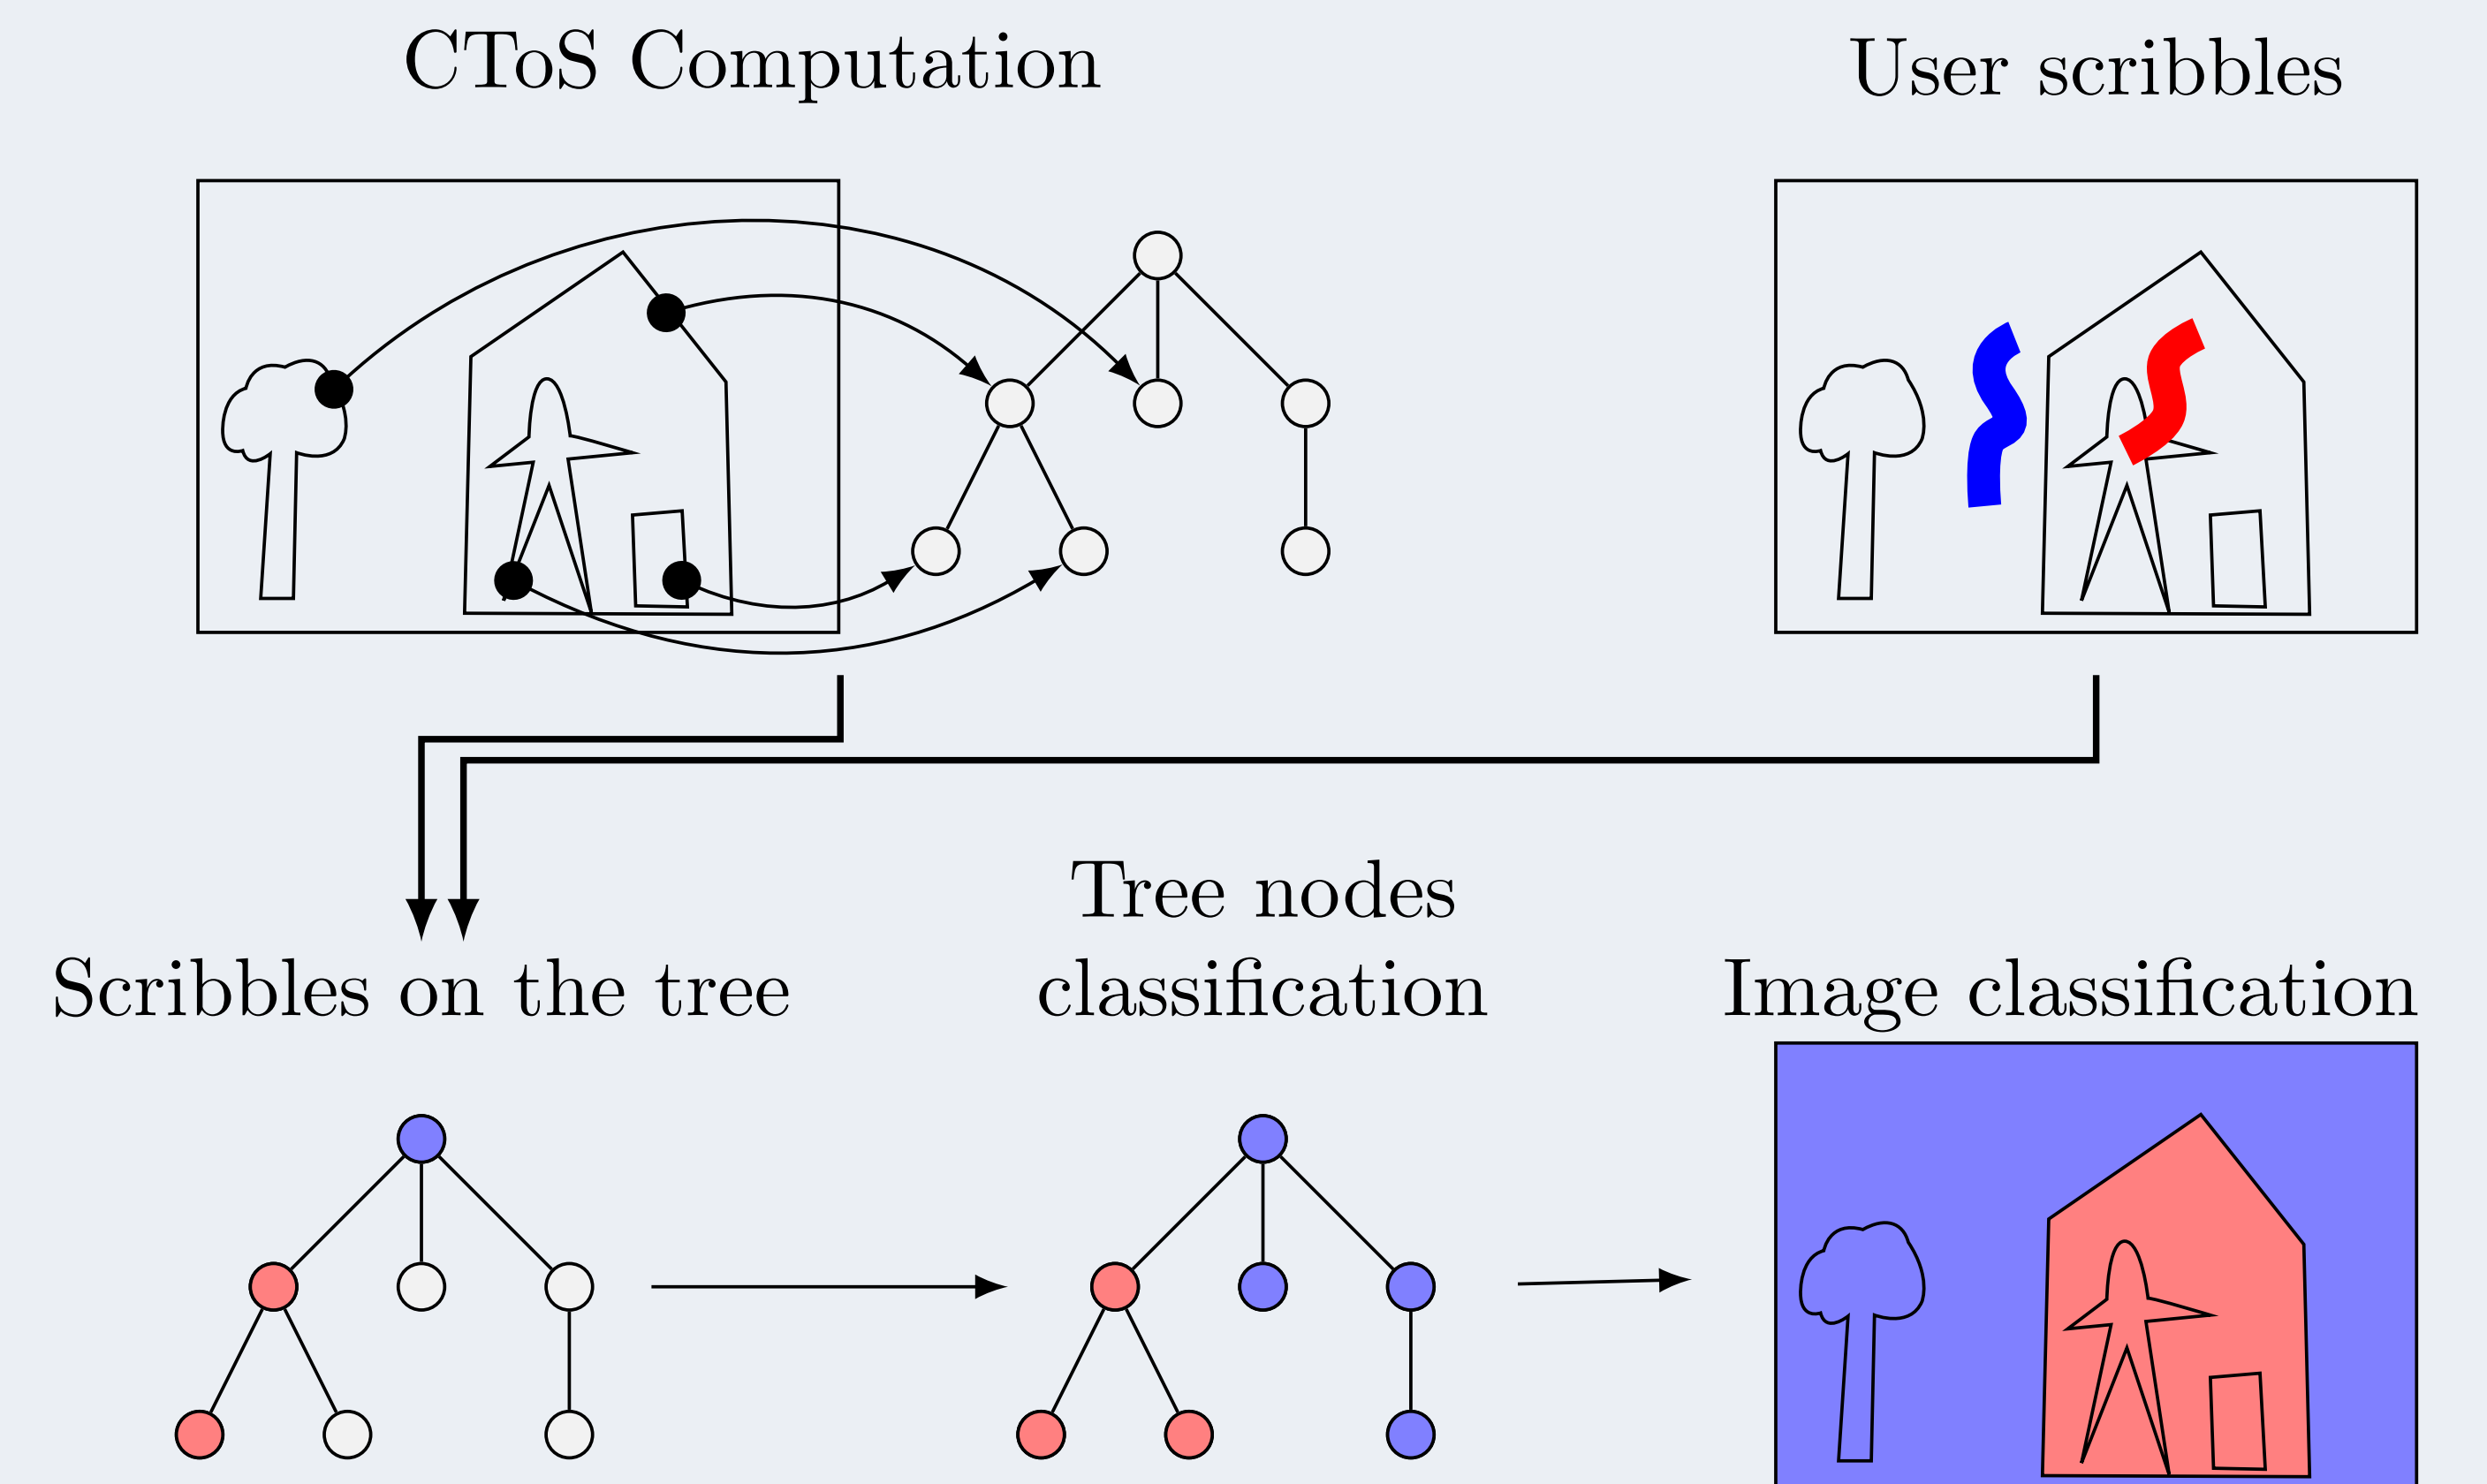 CToS Computation
User scribbles
Tree nodes
Scribbles on the tree
classification
Image classification